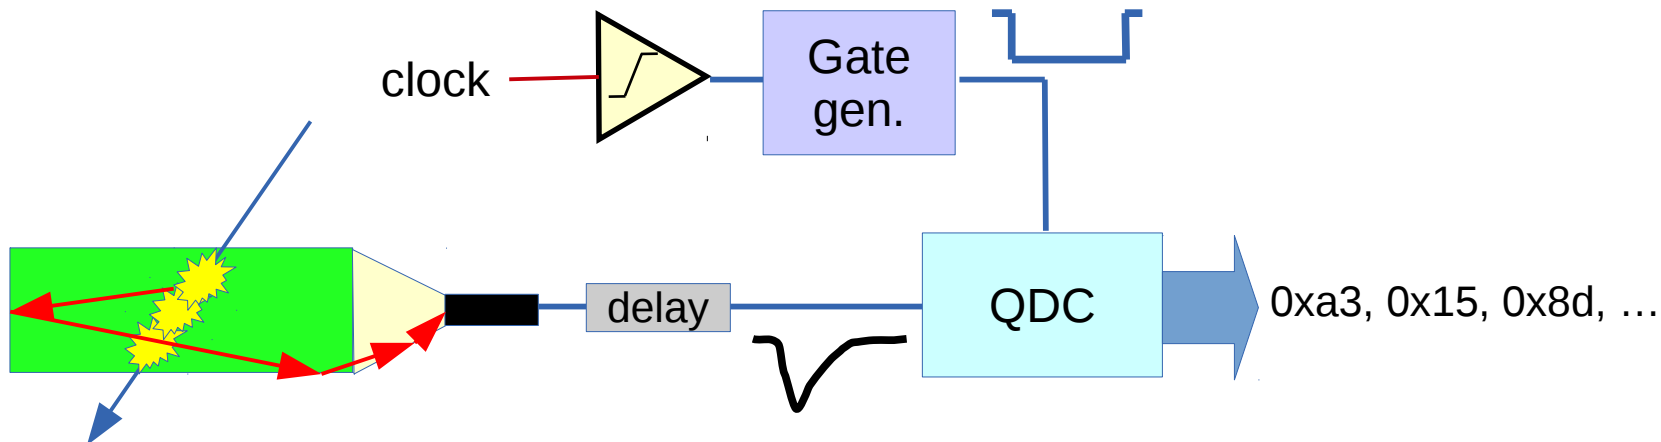 clock
Gate
gen.
delay
QDC
0xa3, 0x15, 0x8d, …